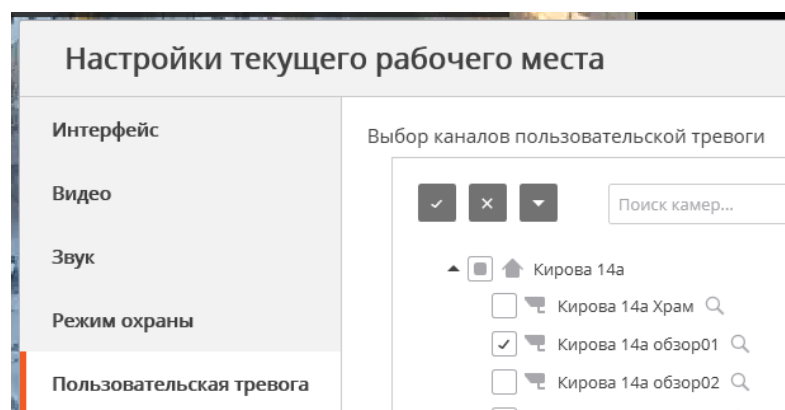 Настройки текущего рабочего места
Интерфейс
Видео
Звук
Режим охраны
Пользовательская тревога
Выбор каналов пользовательской тревоги
Поиск камер...
Кирова 14а
Кирова 14а Храм
Кирова 14а обзор01
Кирова 14а обзор02